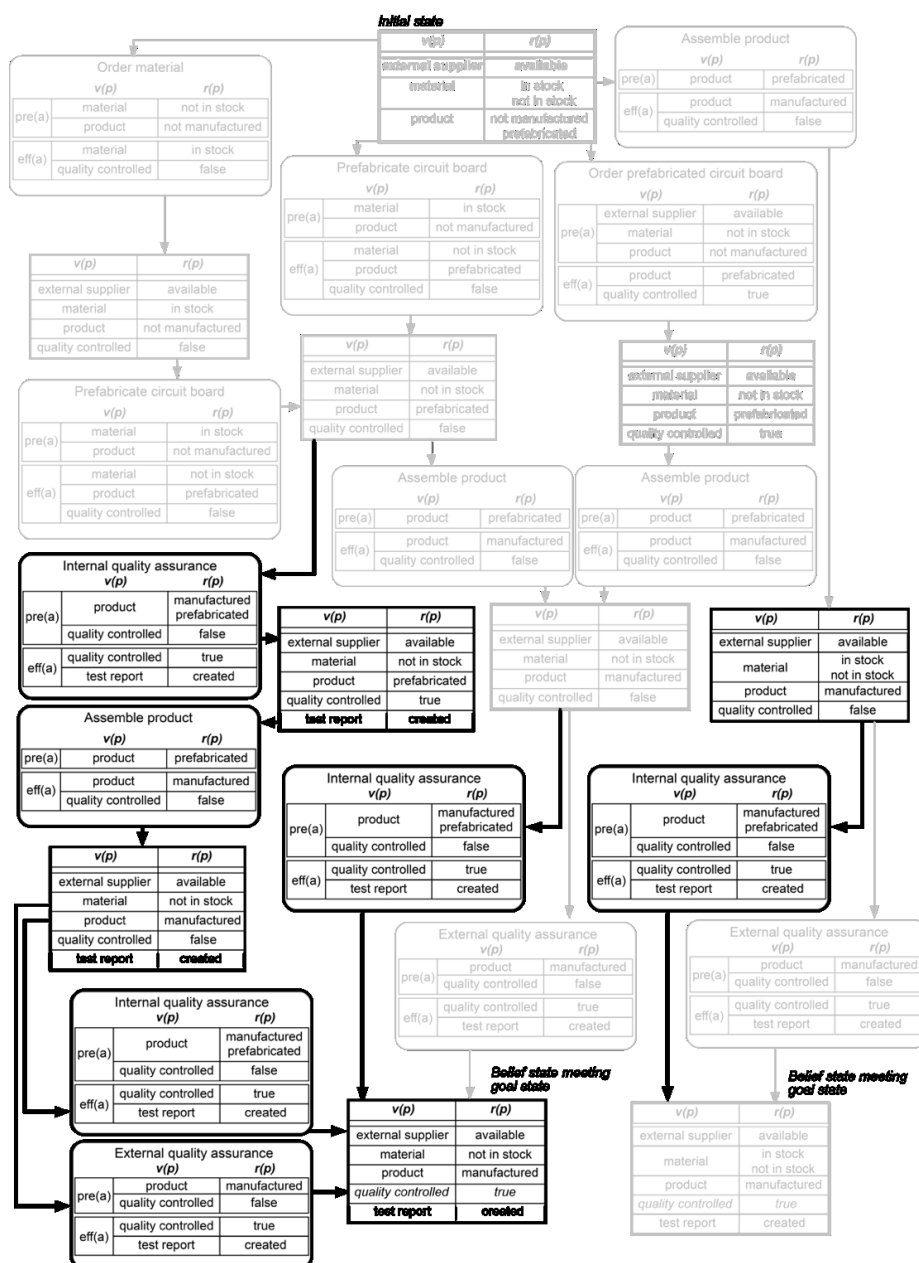 Initial state
v(p) r(p)
external supplier available
material in stock
not in stock
product not manufactured
prefabricated
Assemble product
v(p) r(p)
pre(a) product prefabricated
eff(a) product manufactured
quality controlled false
Order material
v(p) r(p)
pre(a) material not in stock
product not manufactured
eff(a) material in stock
quality controlled false
Prefabricate circuit board
v(p) r(p)
pre(a) material in stock
product not manufactured
eff(a) material not in stock
product prefabricated
quality controlled false
Order prefabricated circuit board
v(p) r(p)
pre(a) external supplier available
material not in stock
product not manufactured
eff(a) product prefabricated
quality controlled true
v(p) r(p)
external supplier available
material in stock
product not manufactured
quality controlled false
v(p) r(p)
external supplier available
material not in stock
product prefabricated
quality controlled false
v(p) r(p)
external supplier available
material not in stock
product prefabricated
quality controlled true
Prefabricate circuit board
v(p) r(p)
pre(a) material in stock
product not manufactured
eff(a) material not in stock
product prefabricated
quality controlled false
Assemble product
v(p) r(p)
pre(a) product prefabricated
eff(a) product manufactured
quality controlled false
Assemble product
v(p) r(p)
pre(a) product prefabricated
eff(a) product manufactured
quality controlled false
Internal quality assurance
v(p) r(p)
pre(a) product manufactured
prefabricated
quality controlled false
eff(a) quality controlled true
test report created
v(p) r(p)
external supplier available
material not in stock
product prefabricated
quality controlled true
test report created
v(p) r(p)
external supplier available
material not in stock
product manufactured
quality controlled false
v(p) r(p)
external supplier available
material in stock
not in stock
product manufactured
quality controlled false
Assemble product
v(p) r(p)
pre(a) product prefabricated
eff(a) product manufactured
quality controlled false
Internal quality assurance
v(p) r(p)
pre(a) product manufactured
prefabricated
quality controlled false
eff(a) quality controlled true
test report created
Internal quality assurance
v(p) r(p)
pre(a) product manufactured
prefabricated
quality controlled false
eff(a) quality controlled true
test report created
v(p) r(p)
external supplier available
material not in stock
product manufactured
quality controlled false
test report created
External quality assurance
v(p) r(p)
pre(a) product manufactured
quality controlled false
eff(a) quality controlled true
test report created
External quality assurance
v(p) r(p)
pre(a) product manufactured
quality controlled false
eff(a) quality controlled true
test report created
Internal quality assurance
v(p) r(p)
pre(a) product manufactured
prefabricated
quality controlled false
eff(a) quality controlled true
test report created
Belief state meeting
goal state
v(p) r(p)
external supplier available
material not in stock
product manufactured
quality controlled true
test report created
Belief state meeting
goal state
v(p) r(p)
external supplier available
material in stock
not in stock
product manufactured
quality controlled true
test report created
External quality assurance
v(p) r(p)
pre(a) product manufactured
quality controlled false
eff(a) quality controlled true
test report created